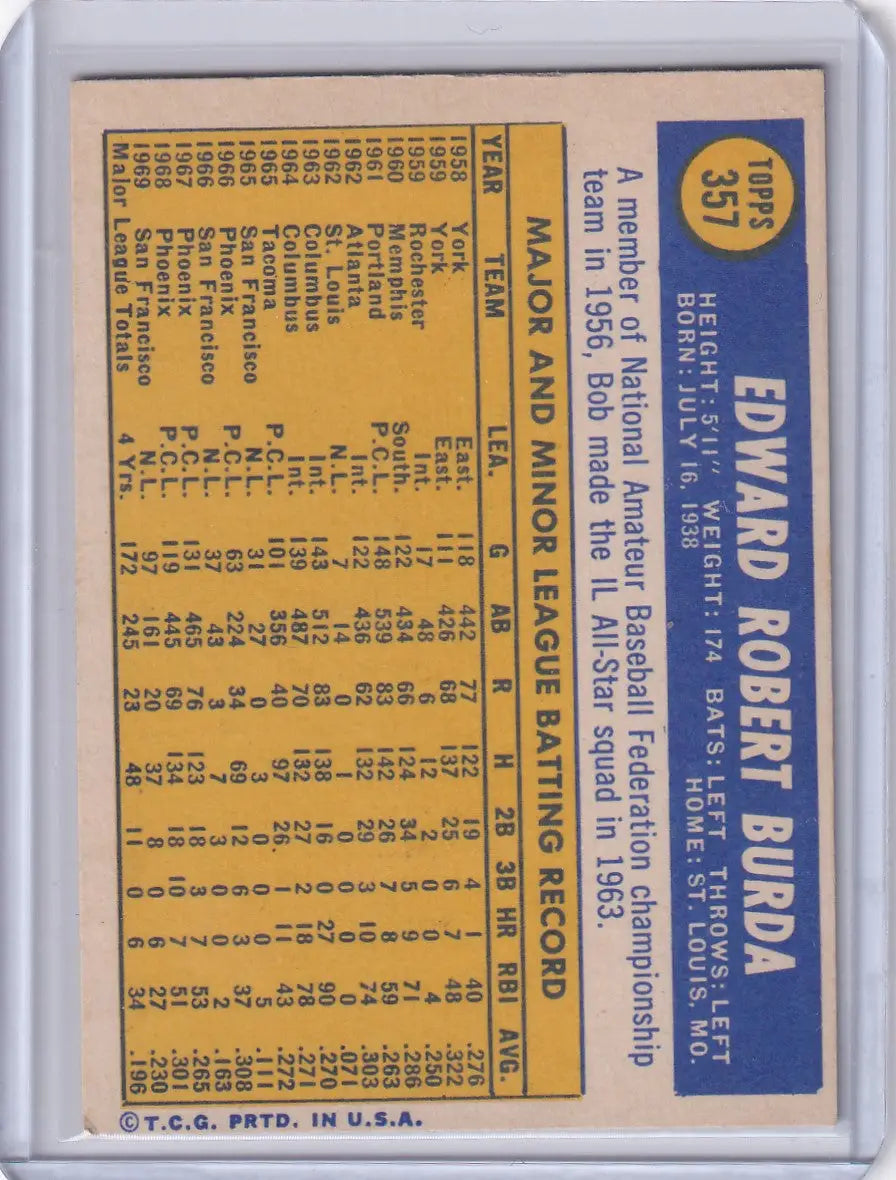 TOPPS
357
EDWARD ROBERT BURDA
HEIGHT: 5'11" WEIGHT: 174 BATS: LEFT THROWS: LEFT
BORN: JULY 16, 1938 HOME: ST. LOUIS, MO.
A member of National Amateur Baseball Federation championship
team in 1956, Bob made the IL All-Star squad in 1963.
MAJOR AND MINOR LEAGUE BATTING RECORD
YEAR TEAM LEA. G AB R H 2B 3B HR RBI AVG.
1958 York East. 118 442 77 122 19 4 1 40 .276
1959 York East. 111 426 68 137 25 6 7 48 .322
1959 Rochester Int. 17 48 6 12 2 0 0 4 .250
1960 Memphis South. 122 434 66 124 34 5 9 71 .286
1961 Portland P.C.L. 148 539 83 142 26 7 8 59 .263
1962 Atlanta Int. 122 436 62 132 29 3 10 74 .303
1962 St. Louis N.L. 7 14 0 1 0 0 0 0 .071
1963 Columbus Int. 143 512 83 138 16 0 27 90 .270
1964 Columbus Int. 139 487 70 132 27 2 18 78 .271
1965 Tacoma P.C.L. 101 356 40 97 26 1 11 43 .272
1965 San Francisco N.L. 31 27 0 3 0 0 0 5 .111
1966 Phoenix P.C.L. 63 224 34 69 12 6 3 37 .308
1966 San Francisco N.L. 37 43 3 7 3 0 0 2 .163
1967 Phoenix P.C.L. 131 465 76 123 18 3 7 53 .265
1968 Phoenix P.C.L. 119 445 69 134 18 10 7 51 .301
1969 San Francisco N.L. 97 161 20 37 8 0 6 27 .230
Major League Totals 4 Yrs. 172 245 23 48 11 0 6 34 .196
©T.C.G. PRTD. IN U.S.A.